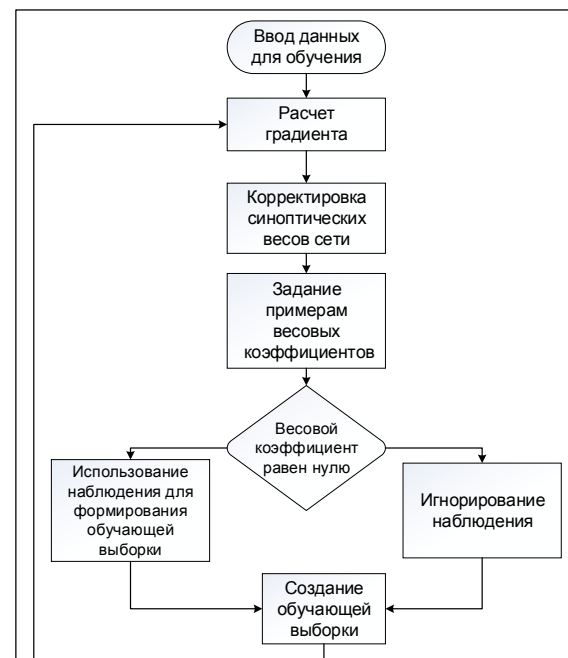 Ввод данных
для обучения
Расчет
градиента
Корректировка
синоптических
весов сети
Задание
примерам
весовых
коэффициентов
Весовой
коэффициент
равен нулю
Использование
наблюдения для
формирования
обучающей
выборки
Игнорирование
наблюдения
Создание
обучающей
выборки